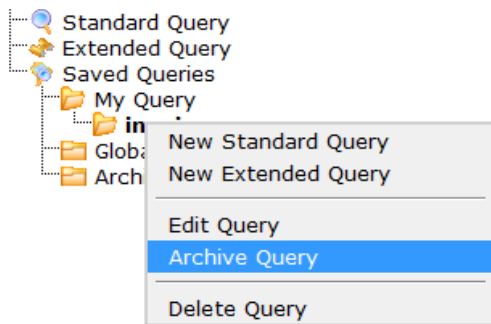 Standard Query
Extended Query
Saved Queries
My Query
New Standard Query
New Extended Query
Edit Query
Archive Query
Delete Query